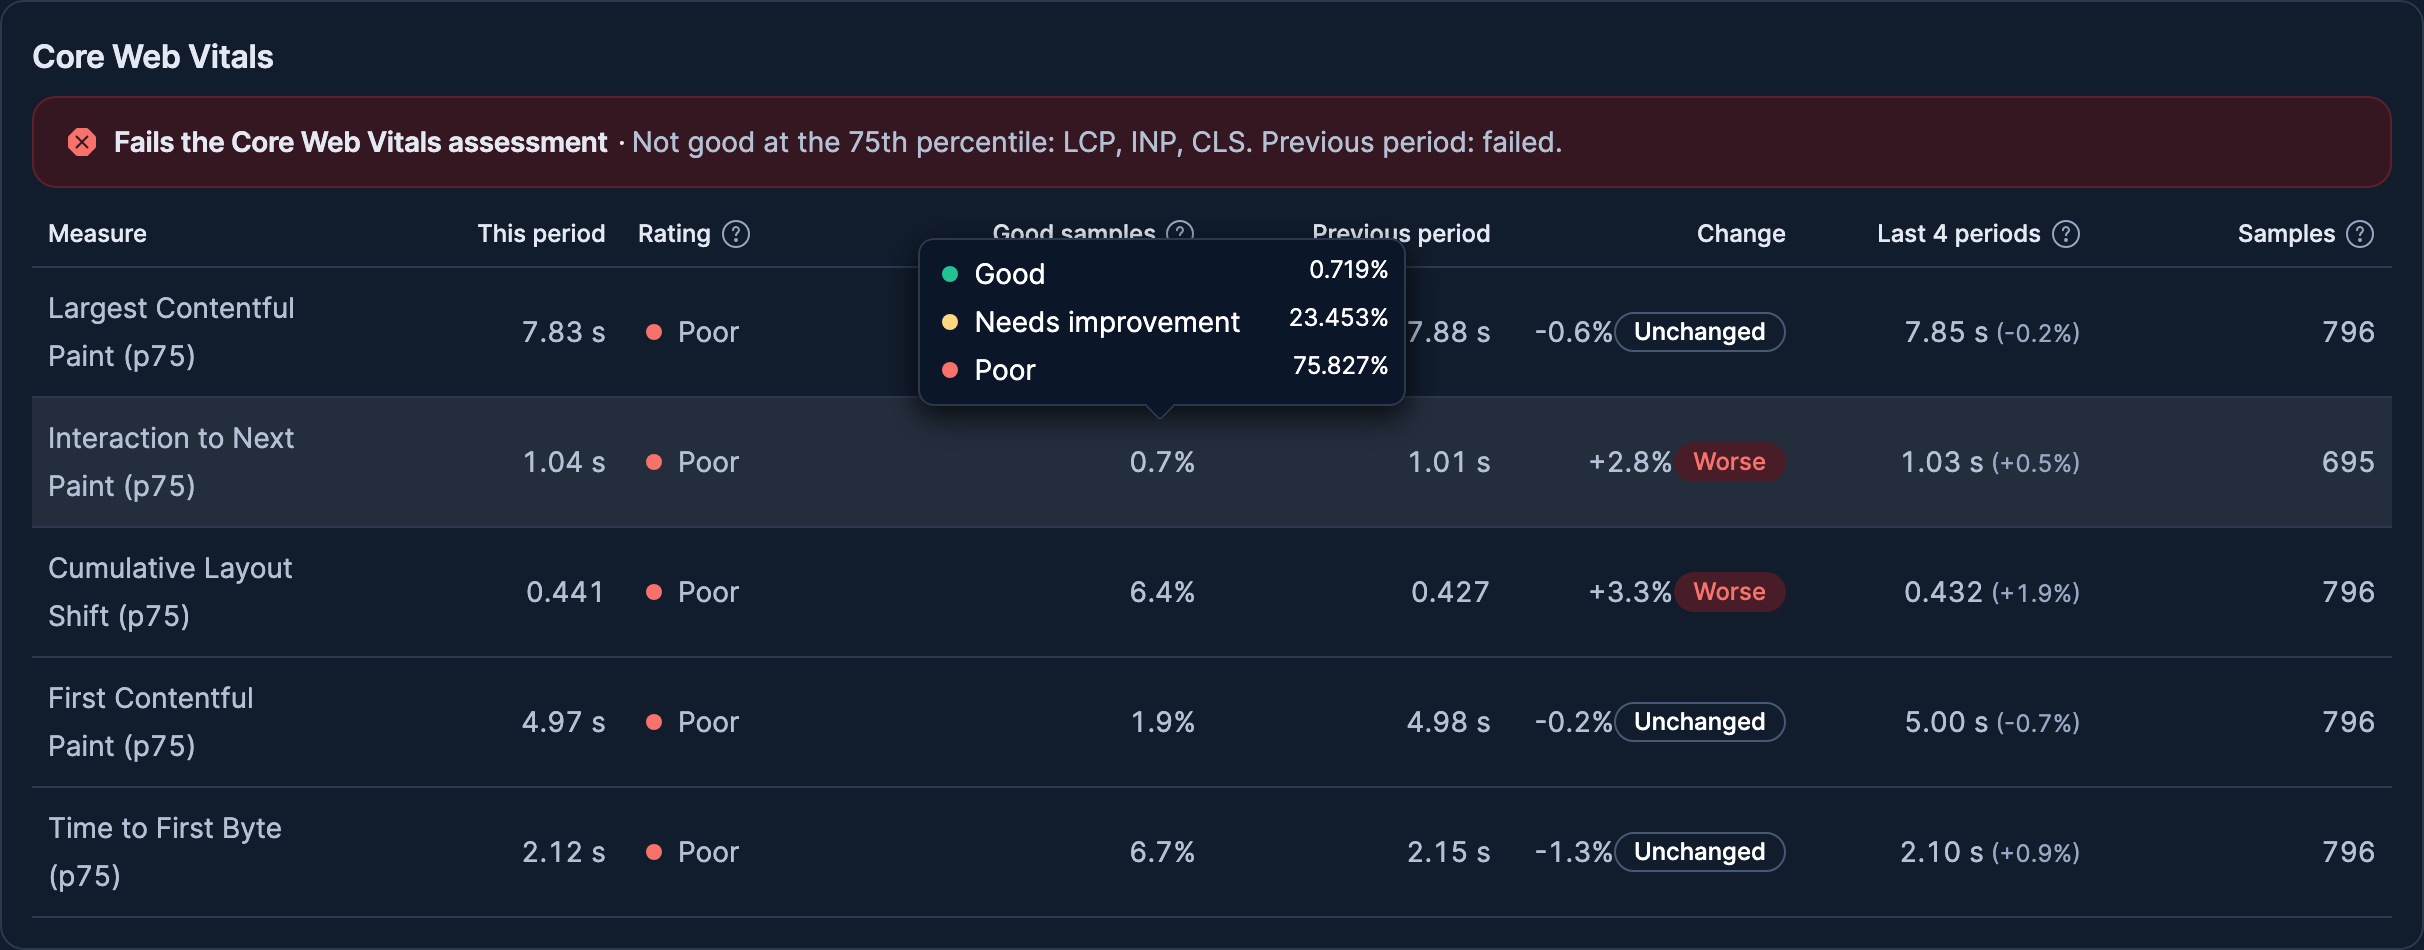 Core Web Vitals
Fails the Core Web Vitals assessment · Not good at the 75th percentile: LCP, INP, CLS. Previous period: failed.
Measure This period Rating ? Good samples ? Previous period Change Last 4 periods ? Samples ?
Good 0.719%
Needs improvement 23.453%
Poor 75.827%
Largest Contentful
Paint (p75)
7.83 s Poor 7.88 s -0.6% Unchanged 7.85 s (-0.2%) 796
Interaction to Next
Paint (p75)
1.04 s Poor 0.7% 1.01 s +2.8% Worse 1.03 s (+0.5%) 695
Cumulative Layout
Shift (p75)
0.441 Poor 6.4% 0.427 +3.3% Worse 0.432 (+1.9%) 796
First Contentful
Paint (p75)
4.97 s Poor 1.9% 4.98 s -0.2% Unchanged 5.00 s (-0.7%) 796
Time to First Byte
(p75)
2.12 s Poor 6.7% 2.15 s -1.3% Unchanged 2.10 s (+0.9%) 796